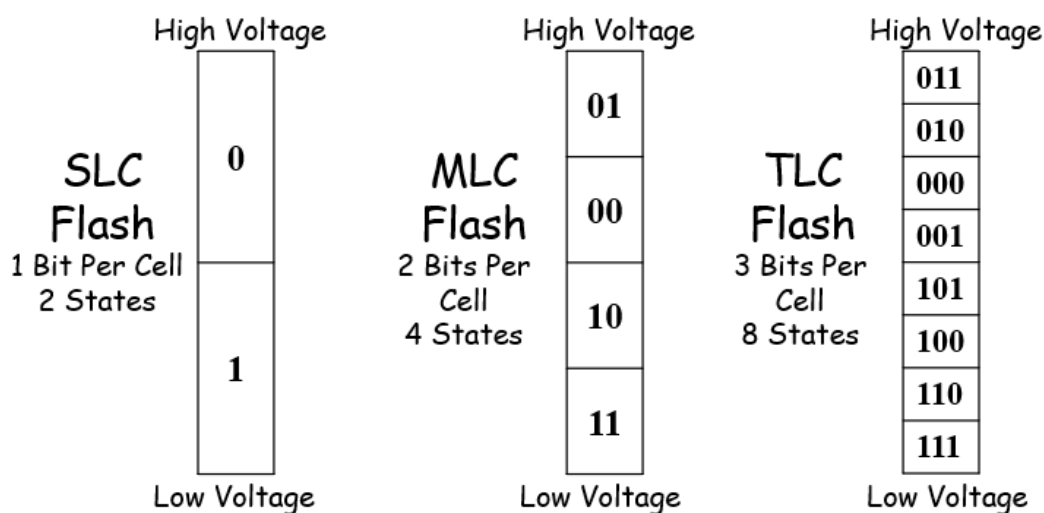 High Voltage
SLC
Flash
1 Bit Per Cell
2 States
0
1
Low Voltage
High Voltage
MLC
Flash
2 Bits Per
Cell
4 States
01
00
10
11
Low Voltage
High Voltage
TLC
Flash
3 Bits Per
Cell
8 States
011
010
000
001
101
100
110
111
Low Voltage